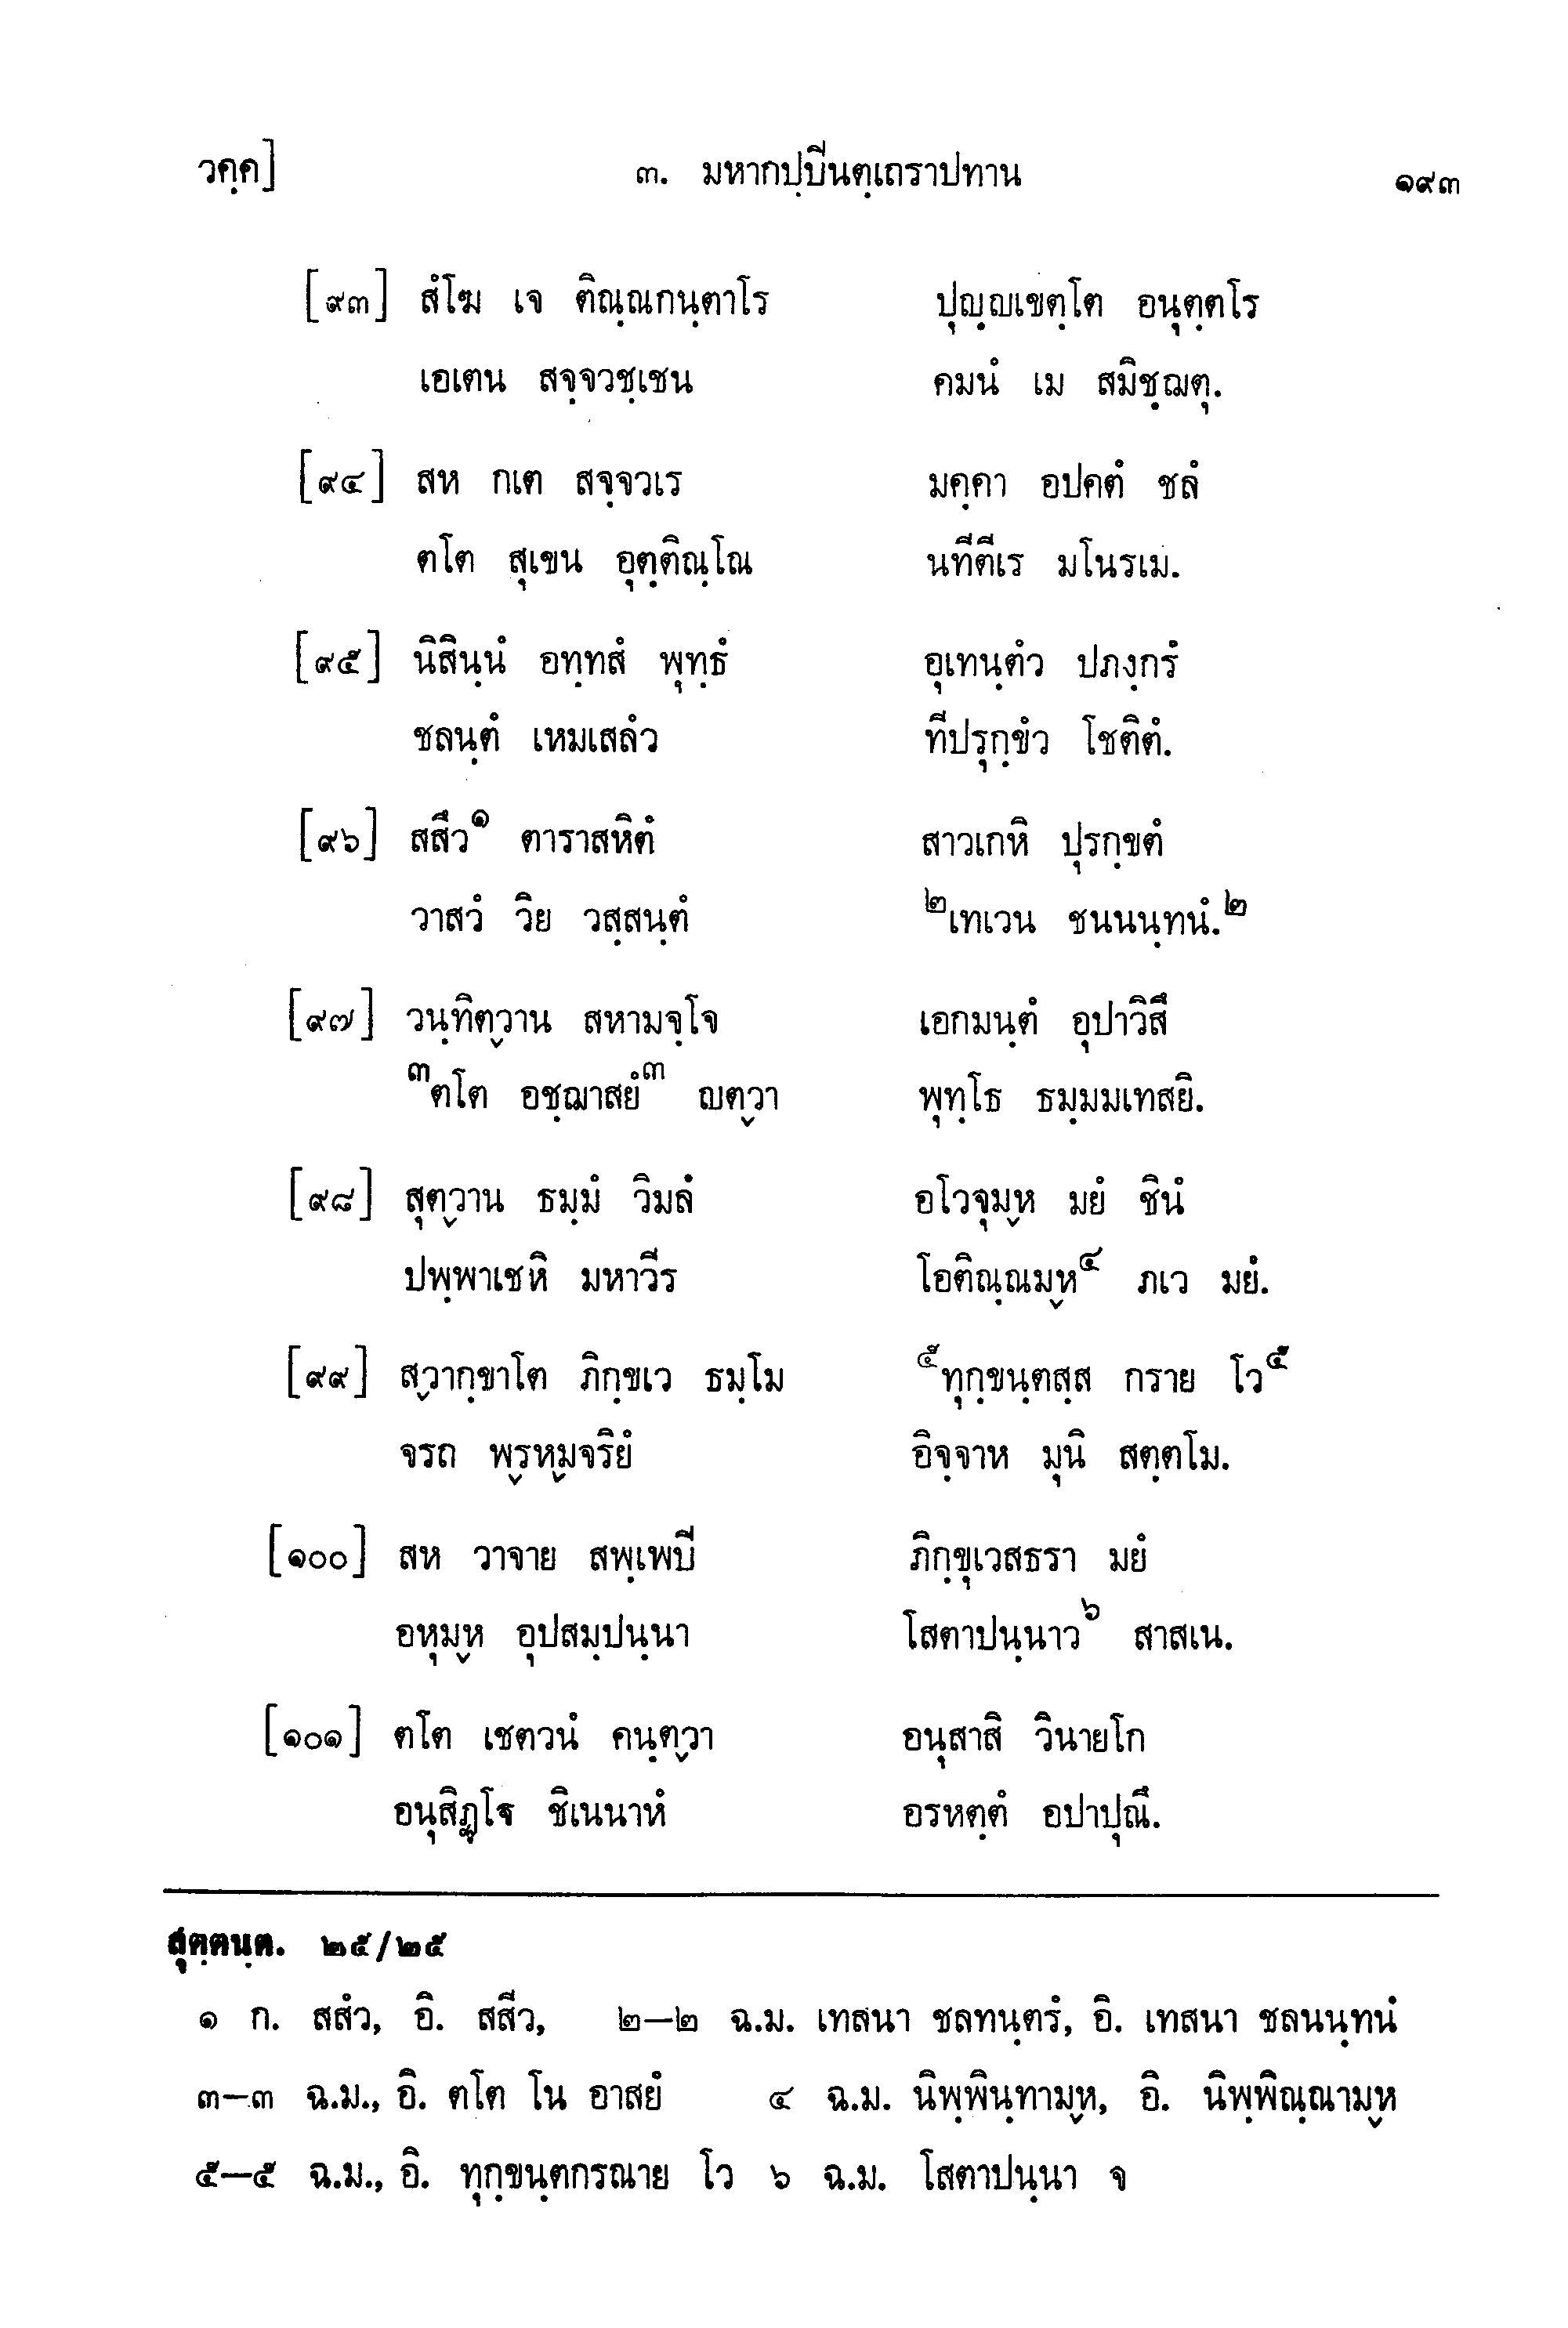 วคฺค] ๓. มหากปฺปีนตฺเถราปทาน ๑๙๓
[๙๓] สํโฆ เจ ติณฺณกนฺตาโร ปุญฺญเขตฺโต อนุตฺตโร
เอเตน สจฺจวชฺเชน คมนํ เม สมิชฺฌตุ.
[๙๔] สห กเต สจฺจวเร มคฺคา อปคตํ ชลํ
ตโต สุเขน อุตฺติณฺโณ นทีตีเร มโนรเม.
[๙๕] นิสินฺนํ อทฺทสํ พุทฺธํ อุเทนฺตํว ปภงฺกรํ
ชลนฺตํ เหมเสลํว ทีปรุกฺขํว โชติตํ.
[๙๖] สสึว๑ ตาราสหิตํ สาวเกหิ ปุรกฺขตํ
วาสวํ วิย วสฺสนฺตํ ๒เทเวน ชนนนฺทนํ.๒
[๙๗] วนฺทิตฺวาน สหามจฺโจ เอกมนฺตํ อุปาวิสึ
๓ตโต อชฺฌาสยํ๓ ญตฺวา พุทฺโธ ธมฺมมเทสยิ.
[๙๘] สุตฺวาน ธมฺมํ วิมลํ อโวจุมฺห มยํ ชินํ
ปพฺพาเชหิ มหาวีร โอติณฺณมฺห๔ ภเว มยํ.
[๙๙] สฺวากฺขาโต ภิกฺขเว ธมฺโม ๕ทุกฺขนฺตสฺส กราย โว๕
จรถ พฺรหฺมจริยํ อิจฺจาห มุนิ สตฺตโม.
[๑๐๐] สห วาจาย สพฺเพปี ภิกฺขุเวสธรา มยํ
อหุมฺห อุปสมฺปนฺนา โสตาปนฺนาว๖ สาสเน.
[๑๐๑] ตโต เชตวนํ คนฺตฺวา อนุสาสิ วินายโก
อนุสิฏฺโฐ ชิเนนาหํ อรหตฺตํ อปาปุณึ.
สุตฺตนฺต. ๒๕/๒๕
๑ ก. สสํว, อิ. สสีว, ๒—๒ ฉ.ม. เทสนา ชลทนฺตรํ, อิ. เทสนา ชลนนฺทนํ
๓—๓ ฉ.ม., อิ. ตโต โน อาสยํ ๔ ฉ.ม. นิพฺพินฺทามฺห, อิ. นิพฺพิณฺณามฺห
๕—๕ ฉ.ม., อิ. ทุกฺขนฺตกรณาย โว ๖ ฉ.ม. โสตาปนฺนา จ